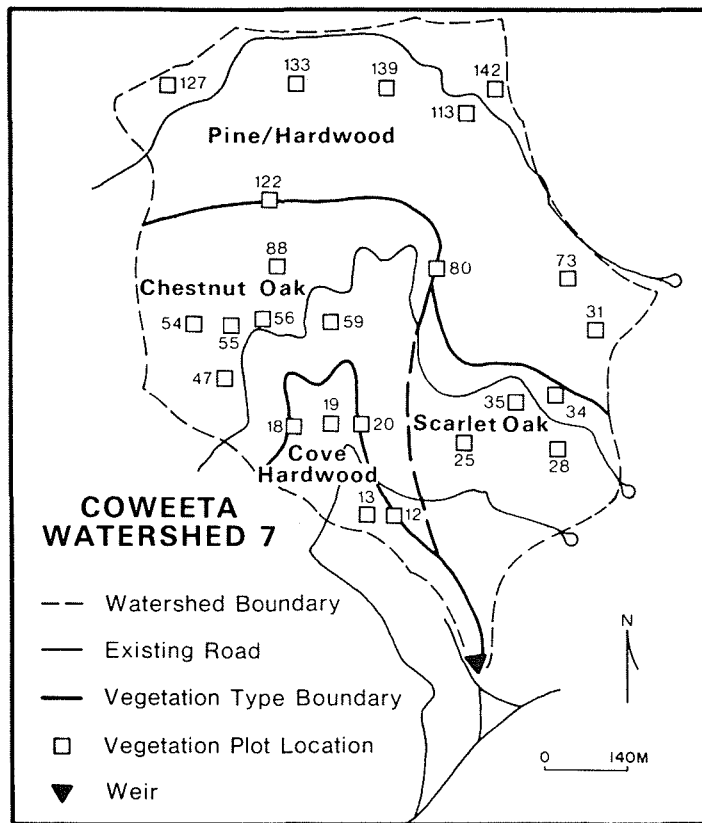 133
139
142
127
113
Pine/Hardwood
122
88
80
73
Chestnut Oak
54
55
56
59
31
47
35
34
19
18
20
Scarlet Oak
25
28
Cove
Hardwood
13
12
COWEETA
WATERSHED 7
Watershed Boundary
Existing Road
Vegetation Type Boundary
Vegetation Plot Location
Weir
N
0 140M